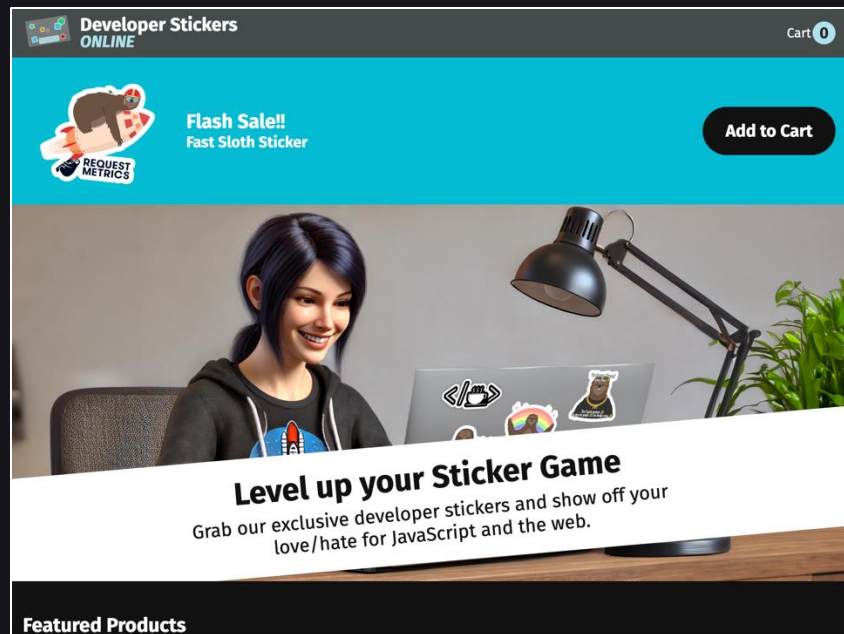 Developer Stickers
ONLINE
Cart 0
Flash Sale!!
Fast Sloth Sticker
Add to Cart
REQUEST
METRICS
</>
Level up your Sticker Game
Grab our exclusive developer stickers and show off your
love/hate for JavaScript and the web.
Featured Products